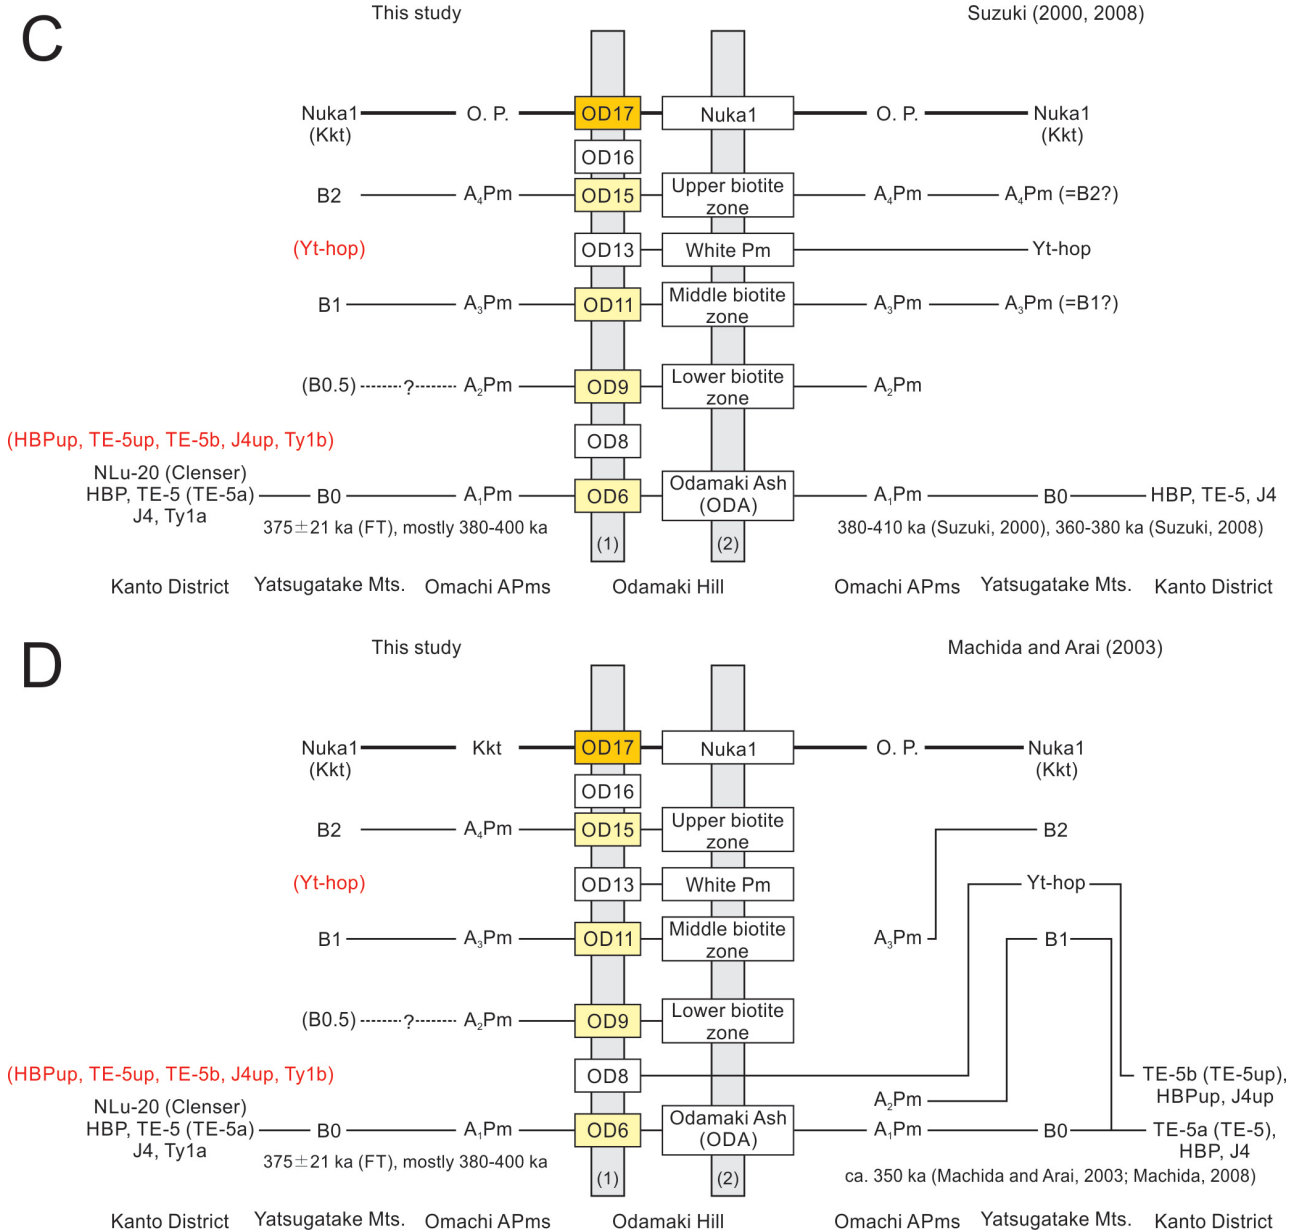 C
This study
Suzuki (2000, 2008)
Nuka1
(Kkt)
O. P.
OD17
Nuka1
O. P.
Nuka1
(Kkt)
OD16
B2
A4Pm
OD15
Upper biotite
zone
A4Pm
A4Pm (=B2?)
(Yt-hop)
OD13
White Pm
Yt-hop
B1
A3Pm
OD11
Middle biotite
zone
A3Pm
A3Pm (=B1?)
(B0.5)
?
A2Pm
OD9
Lower biotite
zone
A2Pm
(HBPup, TE-5up, TE-5b, J4up, Ty1b)
OD8
NLu-20 (Clenser)
HBP, TE-5 (TE-5a)
J4, Ty1a
B0
A1Pm
OD6
Odamaki Ash
(ODA)
A1Pm
B0
HBP, TE-5, J4
375±21 ka (FT), mostly 380-400 ka
380-410 ka (Suzuki, 2000), 360-380 ka (Suzuki, 2008)
(1)
(2)
Kanto District
Yatsugatake Mts.
Omachi APms
Odamaki Hill
Omachi APms
Yatsugatake Mts.
Kanto District
D
This study
Machida and Arai (2003)
Nuka1
(Kkt)
Kkt
OD17
Nuka1
O. P.
Nuka1
(Kkt)
OD16
B2
A4Pm
OD15
Upper biotite
zone
B2
(Yt-hop)
OD13
White Pm
Yt-hop
B1
A3Pm
OD11
Middle biotite
zone
A3Pm
B1
(B0.5)
?
A2Pm
OD9
Lower biotite
zone
(HBPup, TE-5up, TE-5b, J4up, Ty1b)
OD8
TE-5b (TE-5up),
HBPup, J4up
A2Pm
NLu-20 (Clenser)
HBP, TE-5 (TE-5a)
J4, Ty1a
B0
A1Pm
OD6
Odamaki Ash
(ODA)
A1Pm
B0
TE-5a (TE-5),
HBP, J4
375±21 ka (FT), mostly 380-400 ka
ca. 350 ka (Machida and Arai, 2003; Machida, 2008)
(1)
(2)
Kanto District
Yatsugatake Mts.
Omachi APms
Odamaki Hill
Omachi APms
Yatsugatake Mts.
Kanto District